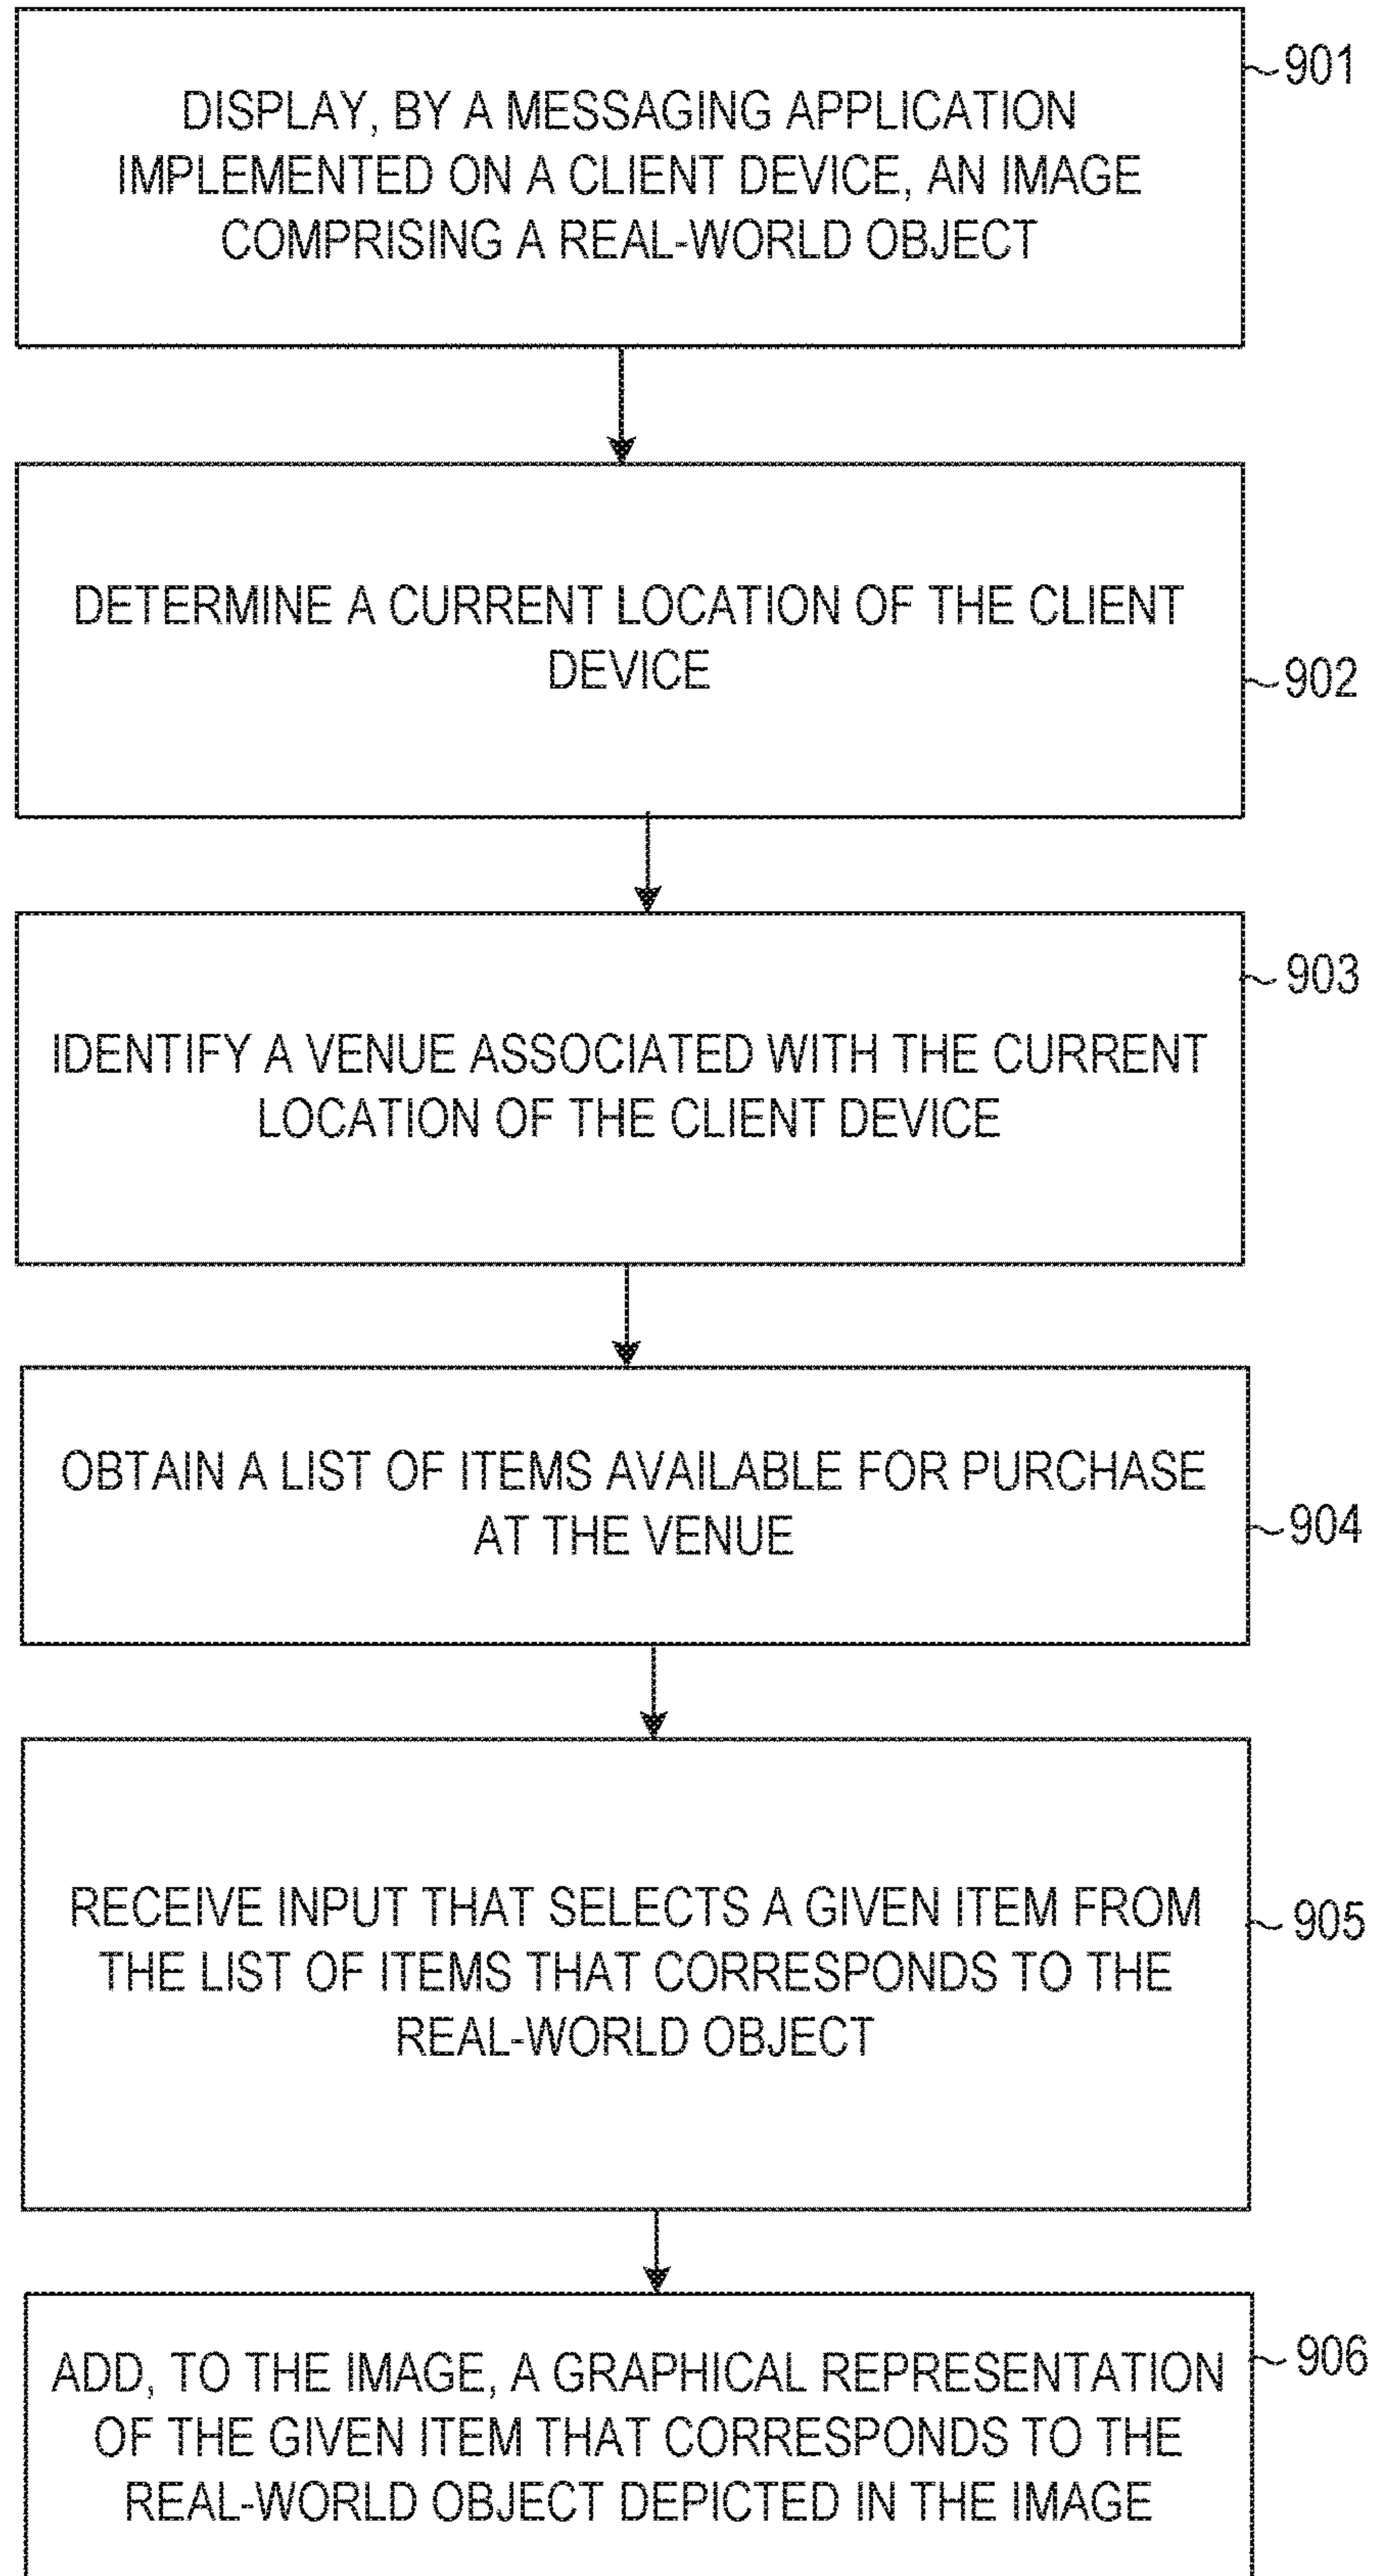 DISPLAY, BY A MESSAGING APPLICATION
IMPLEMENTED ON A CLIENT DEVICE, AN IMAGE
COMPRISING A REAL-WORLD OBJECT
901
DETERMINE A CURRENT LOCATION OF THE CLIENT
DEVICE
902
903
IDENTIFY A VENUE ASSOCIATED WITH THE CURRENT
LOCATION OF THE CLIENT DEVICE
OBTAIN A LIST OF ITEMS AVAILABLE FOR PURCHASE
AT THE VENUE
904
RECEIVE INPUT THAT SELECTS A GIVEN ITEM FROM
THE LIST OF ITEMS THAT CORRESPONDS TO THE
REAL-WORLD OBJECT
905
ADD, TO THE IMAGE, A GRAPHICAL REPRESENTATION
OF THE GIVEN ITEM THAT CORRESPONDS TO THE
REAL-WORLD OBJECT DEPICTED IN THE IMAGE
906